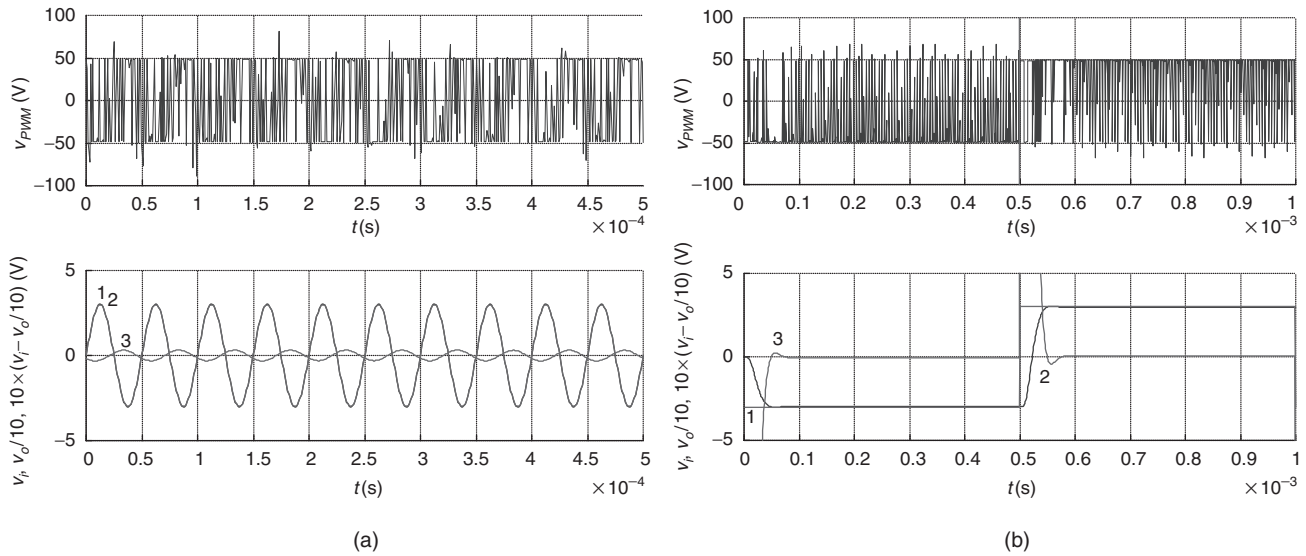 100
50
0
−50
−100
v_PWM (V)
0 0.5 1 1.5 2 2.5 3 3.5 4 4.5 5
t(s)
×10⁻⁴
100
50
0
−50
−100
v_PWM (V)
0 0.1 0.2 0.3 0.4 0.5 0.6 0.7 0.8 0.9 1
t(s)
×10⁻³
5
0
−5
v_i, v_o/10, 10×(v_i−v_o/10) (V)
1 2
3
0 0.5 1 1.5 2 2.5 3 3.5 4 4.5 5
t(s)
×10⁻⁴
(a)
5
0
−5
v_i, v_o/10, 10×(v_i−v_o/10) (V)
3
2
1
0 0.1 0.2 0.3 0.4 0.5 0.6 0.7 0.8 0.9 1
t(s)
×10⁻³
(b)